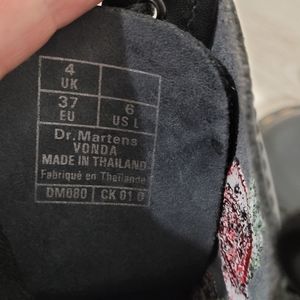 4
UK
37 6
EU US L
Dr.Martens
VONDA
MADE IN THAILAND
Fabriqué en Thaïlande
DM080 CK 01 0